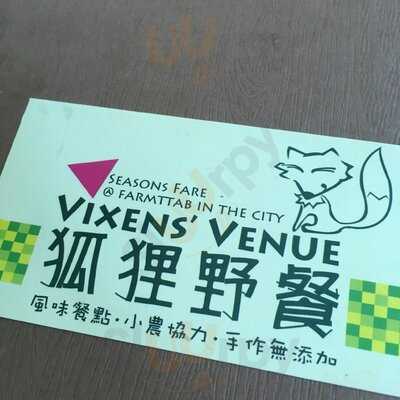 SEASONS FARE
@ FARMTTAB IN THE CITY
VIXENS' VENUE
狐狸野餐
風味餐點·小農協力·手作無添加